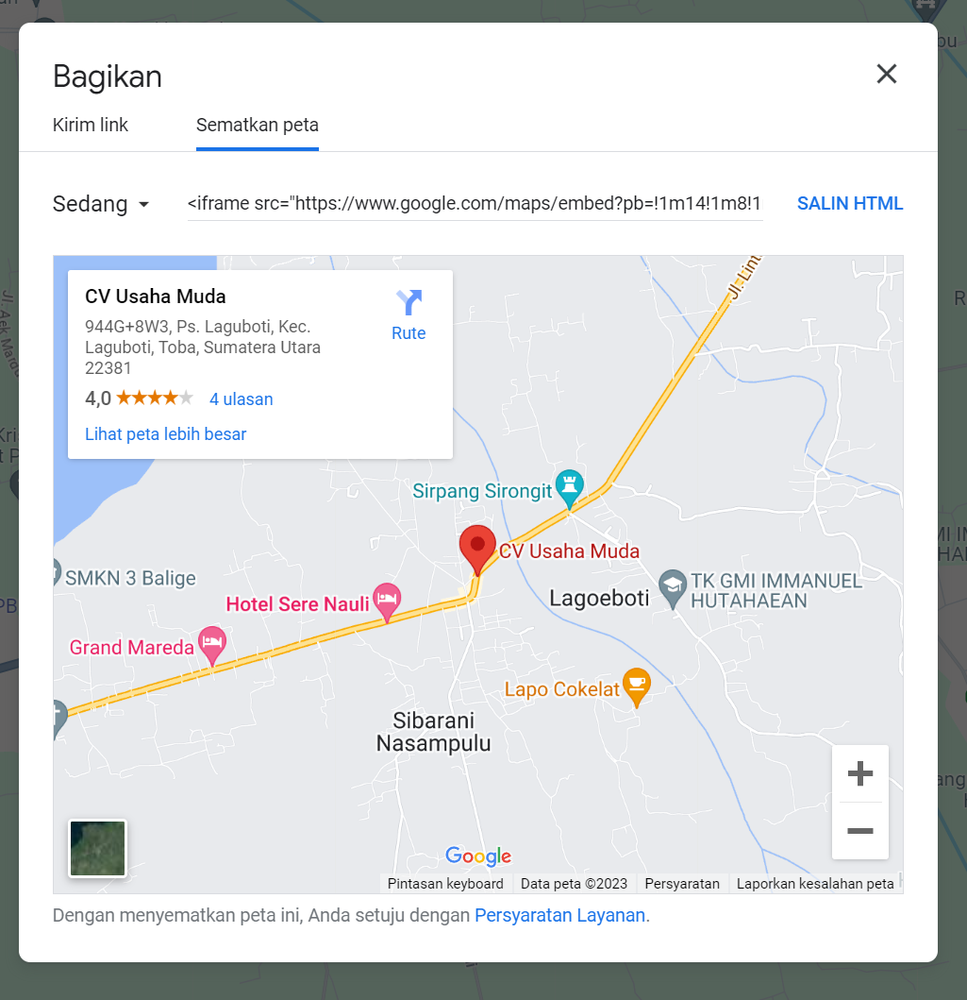 Bagikan
Kirim link
Sematkan peta
Sedang
<iframe src="https://www.google.com/maps/embed?pb=!1m14!1m8!1
SALIN HTML
CV Usaha Muda
944G+8W3, Ps. Laguboti, Kec.
Laguboti, Toba, Sumatera Utara
22381
Rute
4,0
4 ulasan
Lihat peta lebih besar
Jl. Lint
Sirpang Sirongit
CV Usaha Muda
SMKN 3 Balige
Lagoeboti
TK GMI IMMANUEL
HUTAHAEAN
Hotel Sere Nauli
Grand Mareda
Lapo Cokelat
Sibarani
Nasampulu
Google
Pintasan keyboard
Data peta ©2023
Persyaratan
Laporkan kesalahan peta
Dengan menyematkan peta ini, Anda setuju dengan Persyaratan Layanan.